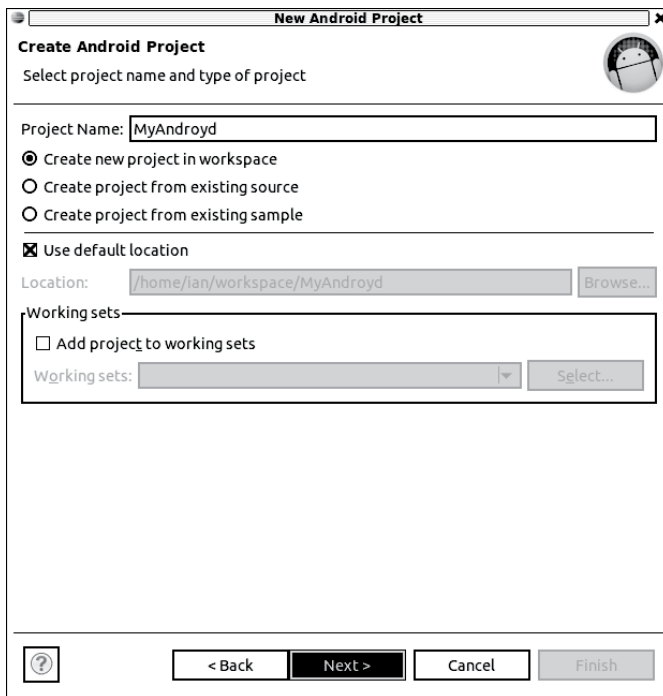 New Android Project
Create Android Project
Select project name and type of project
Project Name: MyAndroyd
Create new project in workspace
Create project from existing source
Create project from existing sample
Use default location
Location: /home/ian/workspace/MyAndroyd Browse...
Working sets
Add project to working sets
Working sets: Select...
? < Back Next > Cancel Finish